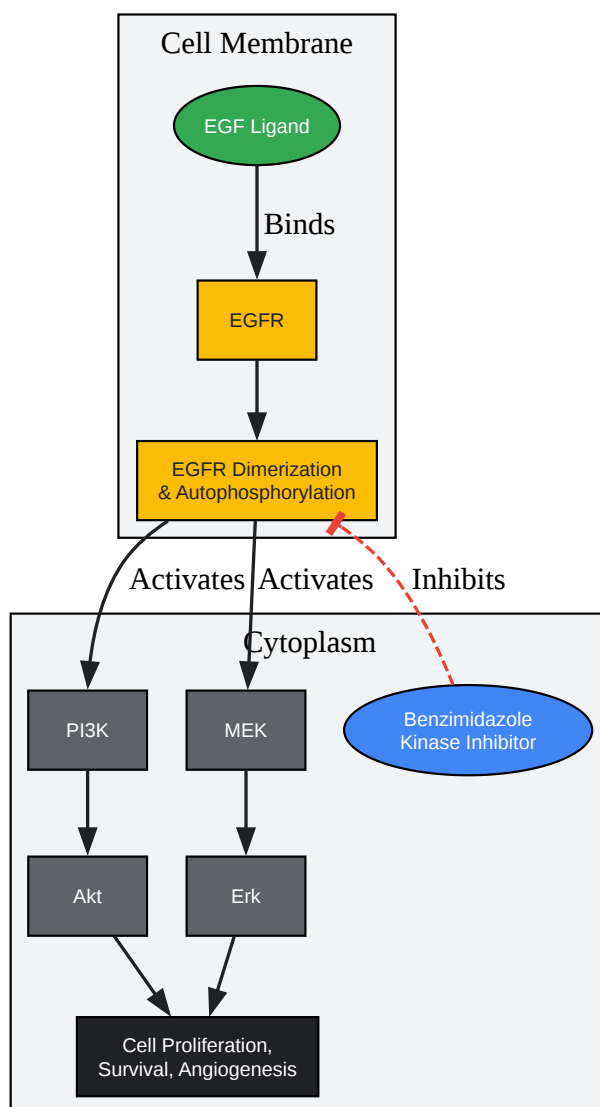 Cell Membrane
EGF Ligand
Binds
EGFR
EGFR Dimerization
& Autophosphorylation
Activates
Activates
Inhibits
Cytoplasm
PI3K
MEK
Benzimidazole
Kinase Inhibitor
Akt
Erk
Cell Proliferation,
Survival, Angiogenesis